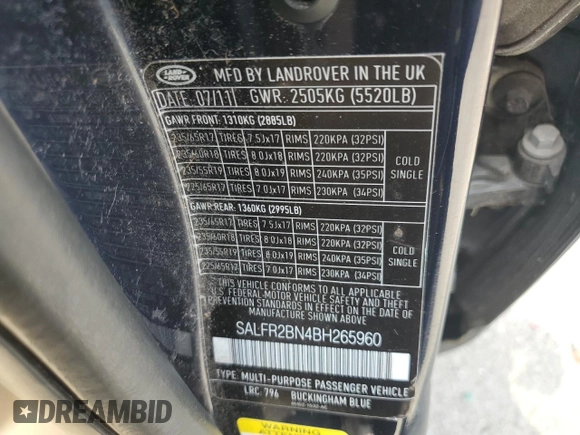 LAND ROVER
MFD BY LANDROVER IN THE UK
DATE: 07/11 GWR: 2505KG (5520LB)
GAWR FRONT: 1310KG (2885LB)
235/65R17 TIRES 7.5Jx17 RIMS 220KPA (32PSI)
235/60R18 TIRES 8.0Jx18 RIMS 220KPA (32PSI)
235/55R19 TIRES 8.0Jx19 RIMS 240KPA (35PSI)
225/65R17 TIRES 7.0Jx17 RIMS 230KPA (34PSI)
COLD
SINGLE
GAWR REAR: 1360KG (2995LB)
235/65R17 TIRES 7.5Jx17 RIMS 220KPA (32PSI)
235/60R18 TIRES 8.0Jx18 RIMS 220KPA (32PSI)
235/55R19 TIRES 8.0Jx19 RIMS 240KPA (35PSI)
225/65R17 TIRES 7.0Jx17 RIMS 230KPA (34PSI)
COLD
SINGLE
THIS VEHICLE CONFORMS TO ALL APPLICABLE
U.S. FEDERAL MOTOR VEHICLE SAFETY AND THEFT
PREVENTION STANDARDS IN EFFECT ON THE DATE
OF MANUFACTURE SHOWN ABOVE.
SALFR2BN4BH265960
TYPE: MULTI-PURPOSE PASSENGER VEHICLE
LRC 796 BUCKINGHAM BLUE
WARNING
DREAMBID